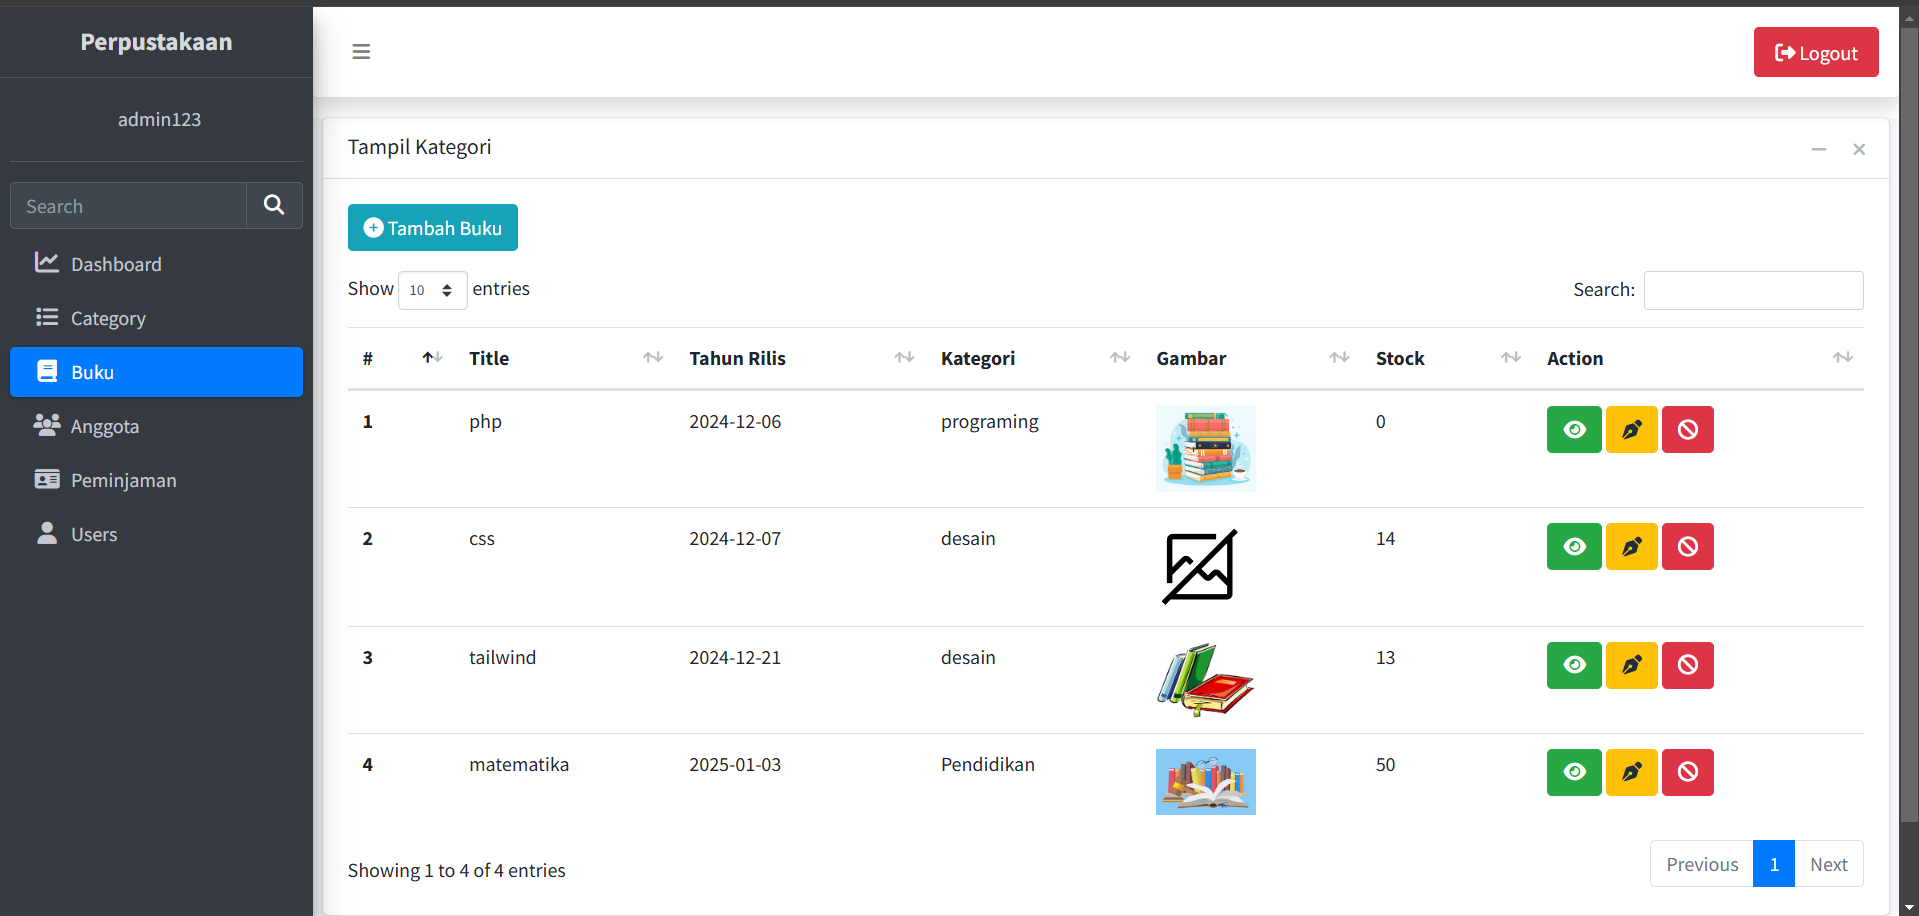 Perpustakaan
Logout
admin123
Tampil Kategori
Search
Tambah Buku
Dashboard
Show 10 entries
Search:
Category
# Title Tahun Rilis Kategori Gambar Stock Action
Buku
1 php 2024-12-06 programing 0
Anggota
Peminjaman
Users
2 css 2024-12-07 desain 14
3 tailwind 2024-12-21 desain 13
4 matematika 2025-01-03 Pendidikan 50
Showing 1 to 4 of 4 entries
Previous 1 Next